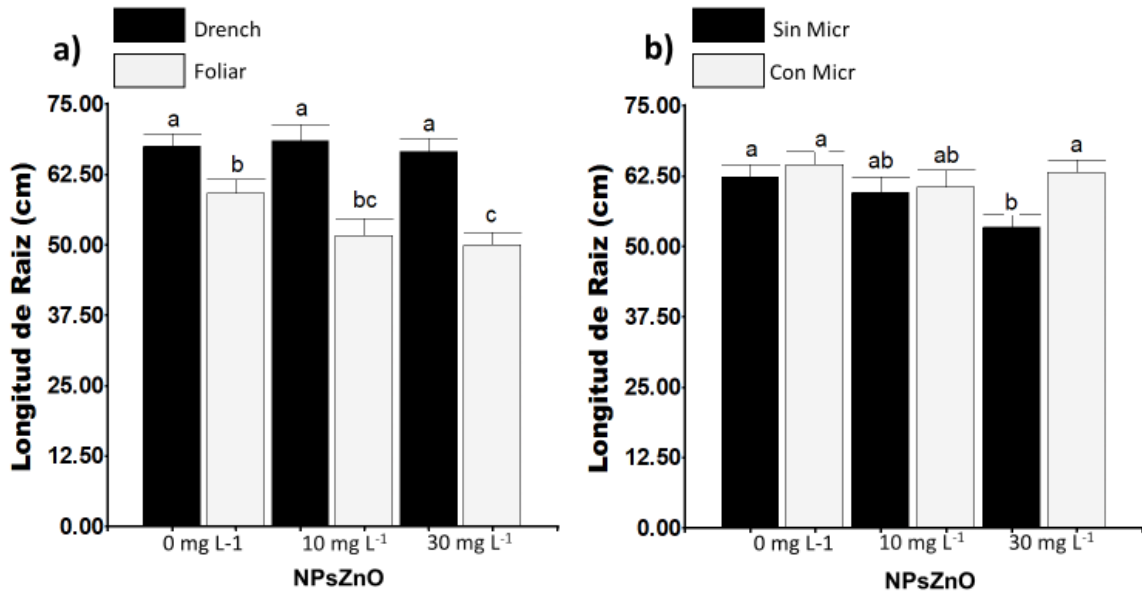 a)
Drench
Foliar
Longitud de Raiz (cm)
75.00
62.50
50.00
37.50
25.00
12.50
0.00
a
b
a
bc
a
c
0 mg L-1
10 mg L⁻¹
30 mg L⁻¹
NPsZnO
b)
Sin Micr
Con Micr
Longitud de Raiz (cm)
75.00
62.50
50.00
37.50
25.00
12.50
0.00
a
a
ab
ab
b
a
0 mg L-1
10 mg L⁻¹
30 mg L⁻¹
NPsZnO